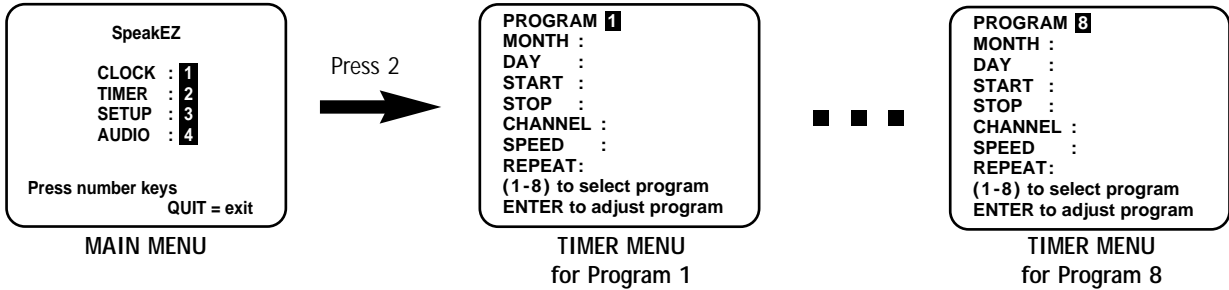 SpeakEZ
CLOCK : 1
TIMER : 2
SETUP : 3
AUDIO : 4
Press number keys
QUIT = exit
MAIN MENU
Press 2
PROGRAM 1
MONTH :
DAY :
START :
STOP :
CHANNEL :
SPEED :
REPEAT:
(1-8) to select program
ENTER to adjust program
TIMER MENU
for Program 1
PROGRAM 8
MONTH :
DAY :
START :
STOP :
CHANNEL :
SPEED :
REPEAT:
(1-8) to select program
ENTER to adjust program
TIMER MENU
for Program 8